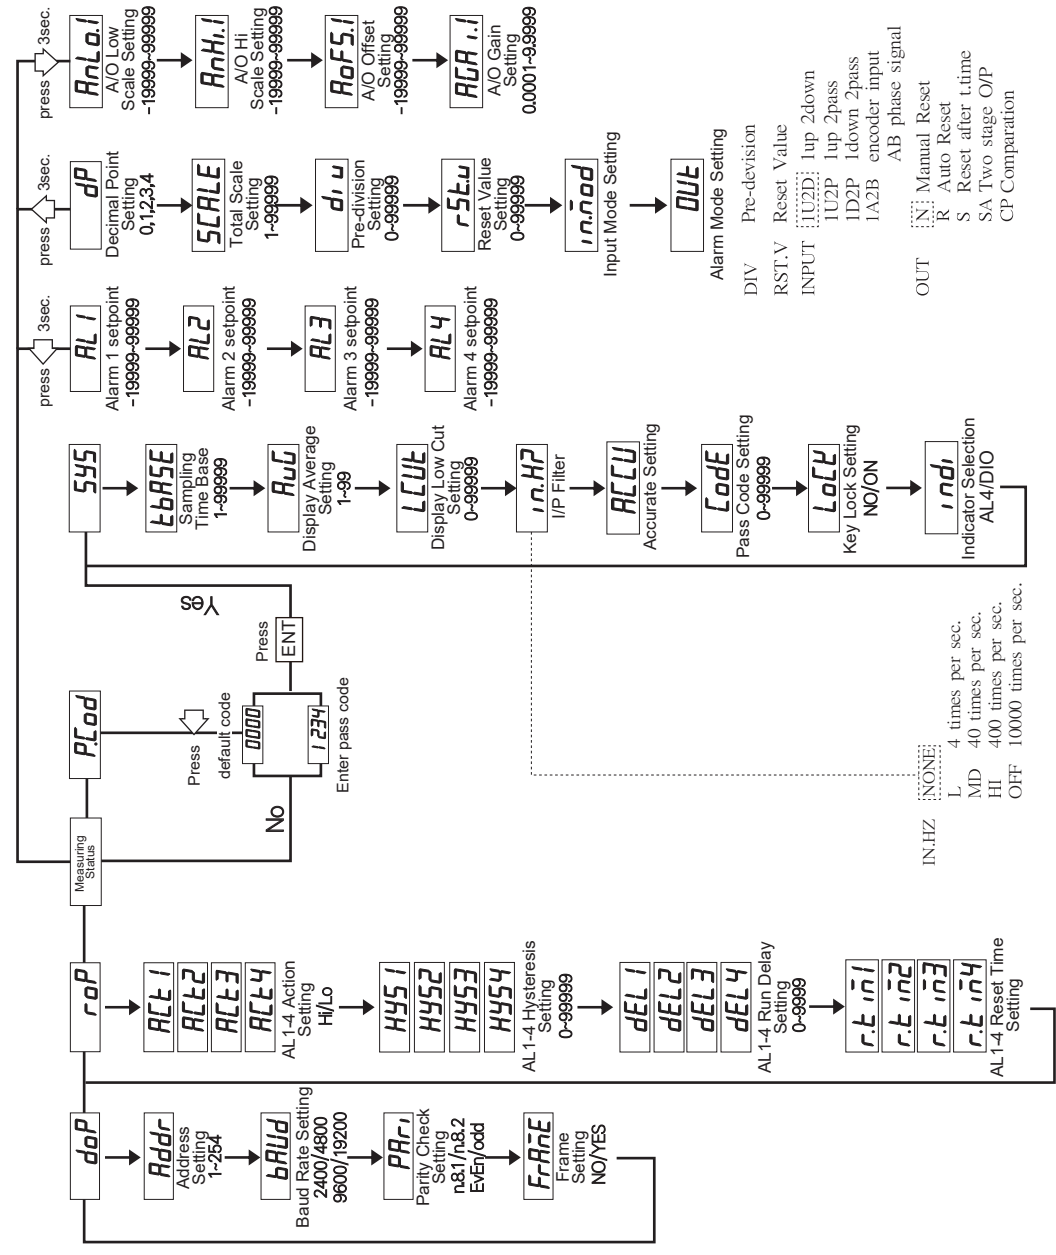 doP
Addr
Address
Setting
1~254
bAUd
Baud Rate Setting
2400/4800
9600/19200
PAri
Parity Check
Setting
n.8.1/n.8.2
EvEn/odd
FrAmE
Frame
Setting
NO/YES
roP
ACt1
ACt2
ACt3
ACt4
AL1-4 Action
Setting
Hi/Lo
HYS1
HYS2
HYS3
HYS4
AL1-4 Hysteresis
Setting
0~99999
dEL1
dEL2
dEL3
dEL4
AL1-4 Run Delay
Setting
0~9999
r.tim1
r.tim2
r.tim3
r.tim4
AL1-4 Reset Time
Setting
Measuring
Status
P.Cod
Press
default code
0000
1234
Enter pass code
No
Press
ENT
Yes
SYS
tbASE
Sampling
Time Base
1~99999
AvG
Display Average
Setting
1~99
LCUt
Display Low Cut
Setting
0~99999
in.HZ
I/P Filter
ACCU
Accurate Setting
CodE
Pass Code Setting
0~99999
LoCK
Key Lock Setting
NO/ON
indi
Indicator Selection
AL4/DIO
IN.HZ NONE
L 4 times per sec.
MD 40 times per sec.
HI 400 times per sec.
OFF 10000 times per sec.
press 3sec.
AL1
Alarm 1 setpoint
-19999~99999
AL2
Alarm 2 setpoint
-19999~99999
AL3
Alarm 3 setpoint
-19999~99999
AL4
Alarm 4 setpoint
-19999~99999
press 3sec.
dP
Decimal Point
Setting
0,1,2,3,4
SCALE
Total Scale
Setting
1~99999
div
Pre-division
Setting
0~99999
rSt.v
Reset Value
Setting
0~99999
in.mod
Input Mode Setting
OUt
Alarm Mode Setting
press 3sec.
AnLo.1
A/O Low
Scale Setting
-19999~99999
AnHi.1
A/O Hi
Scale Setting
-19999~99999
AoFS.1
A/O Offset
Setting
-19999~99999
AGAi.1
A/O Gain
Setting
0.0001~9.9999
DIV Pre-devision
RST.V Reset Value
INPUT 1U2D 1up 2down
1U2P 1up 2pass
1D2P 1down 2pass
1A2B encoder input
AB phase signal
OUT N Manual Reset
R Auto Reset
S Reset after t.time
SA Two stage O/P
CP Comparation